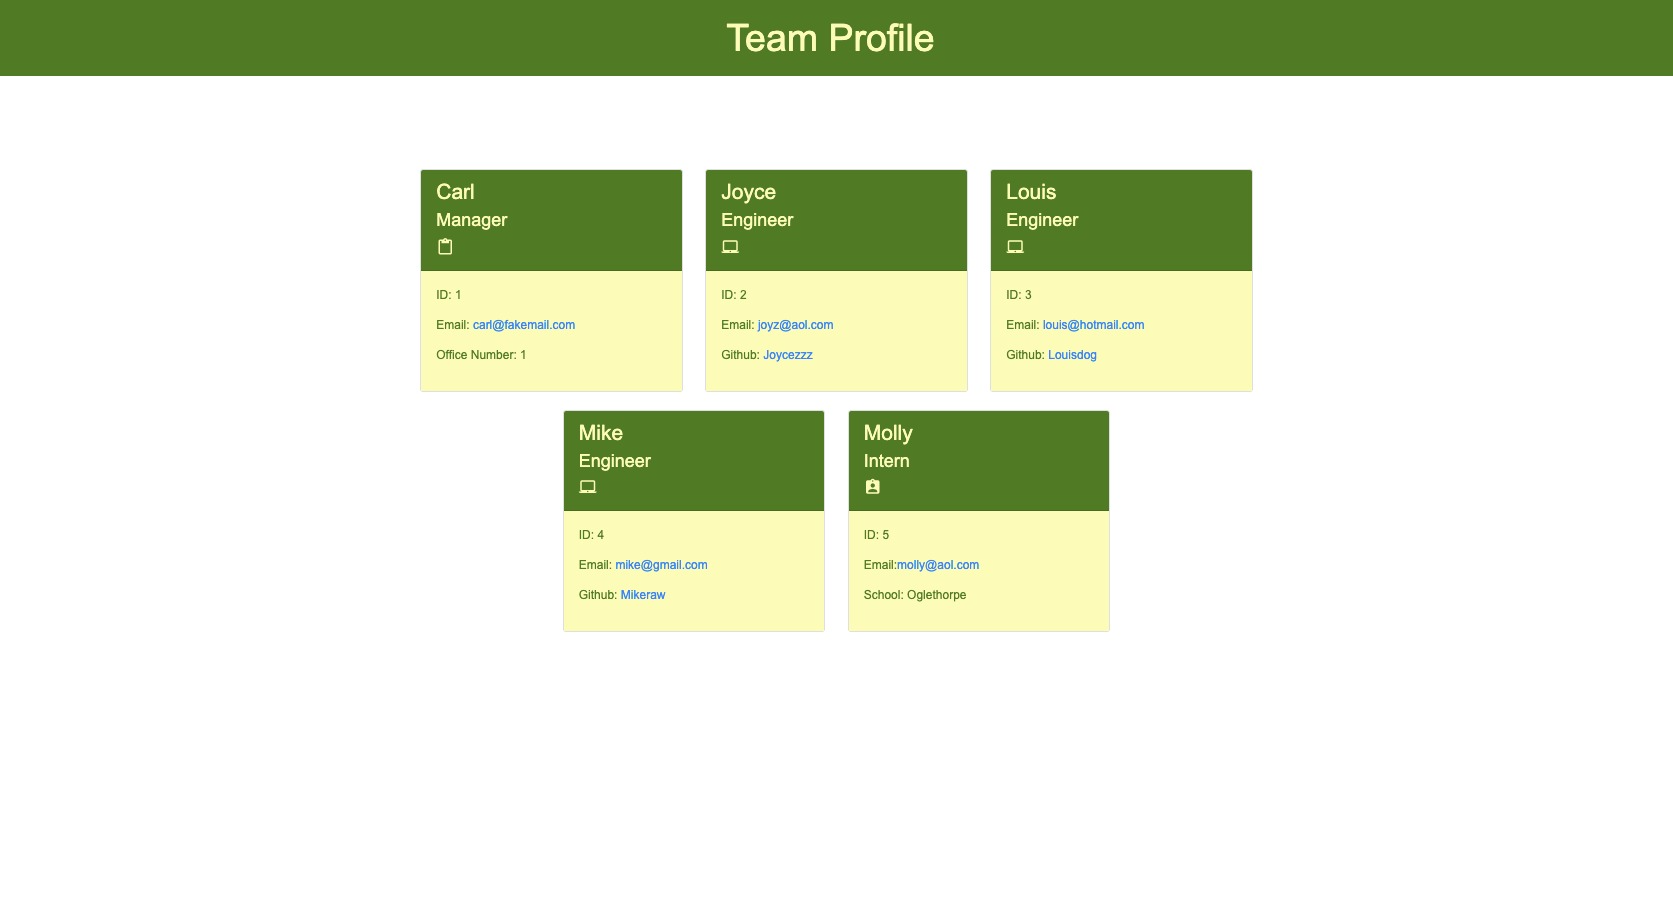 Team Profile
Carl
Manager
ID: 1
Email: carl@fakemail.com
Office Number: 1
Joyce
Engineer
ID: 2
Email: joyz@aol.com
Github: Joycezzz
Louis
Engineer
ID: 3
Email: louis@hotmail.com
Github: Louisdog
Mike
Engineer
ID: 4
Email: mike@gmail.com
Github: Mikeraw
Molly
Intern
ID: 5
Email:molly@aol.com
School: Oglethorpe